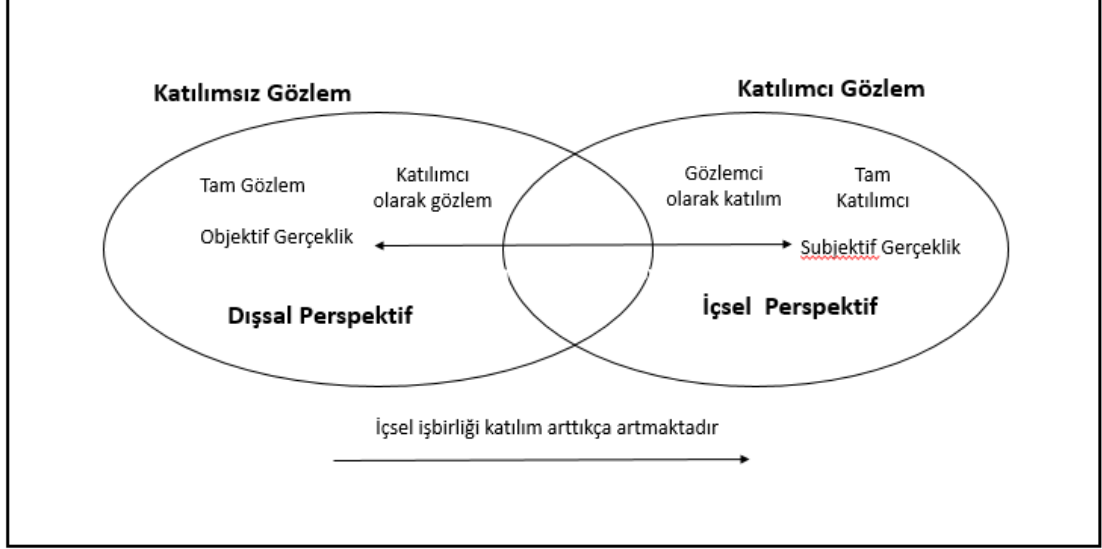 Katılımsız Gözlem
Katılımcı Gözlem
Tam Gözlem
Katılımcı
olarak gözlem
Gözlemci
olarak katılım
Tam
Katılımcı
Objektif Gerçeklik
Subjektif Gerçeklik
Dışsal Perspektif
İçsel Perspektif
İçsel işbirliği katılım arttıkça artmaktadır